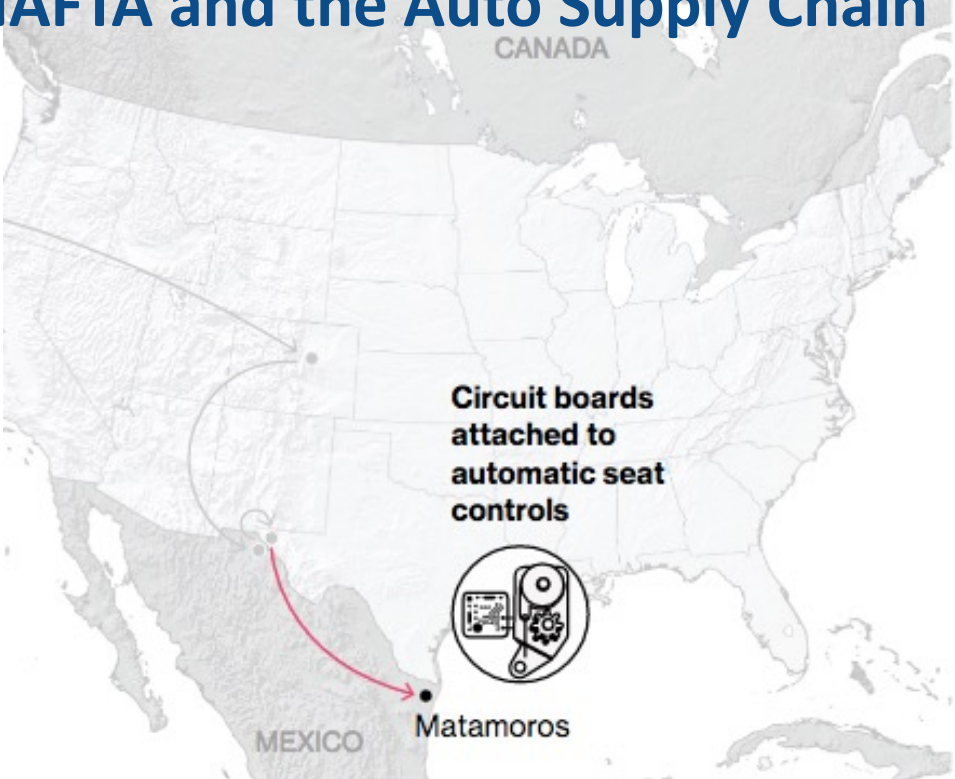 AFTA and the Auto Supply Chain
CANADA
Circuit boards
attached to
automatic seat
controls
Matamoros
MEXICO